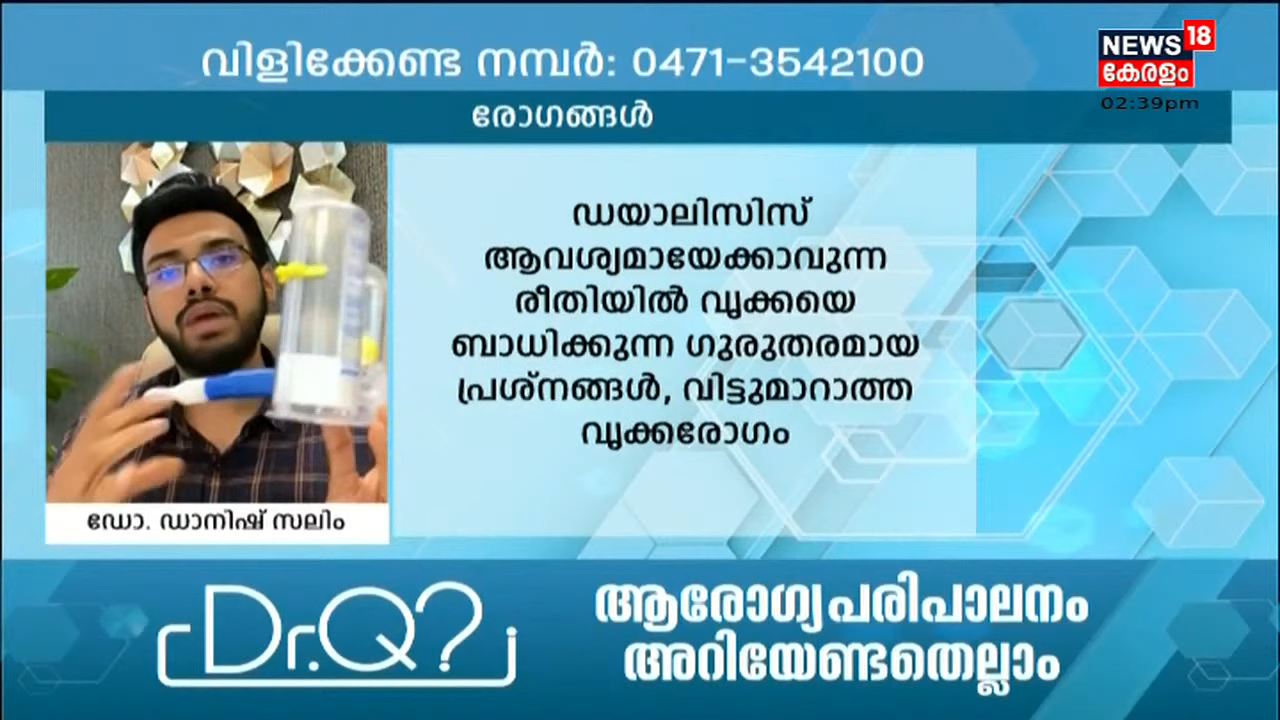 വിളിക്കേണ്ട നമ്പർ: 0471-3542100
NEWS 18
കേരളം
02:39pm
രോഗങ്ങൾ
ഡയാലിസിസ്
ആവശ്യമായേക്കാവുന്ന
രീതിയിൽ വൃക്കയെ
ബാധിക്കുന്ന ഗുരുതരമായ
പ്രശ്നങ്ങൾ, വിട്ടുമാറാത്ത
വൃക്കരോഗം
ഡോ. ഡാനിഷ് സലിം
Dr.Q?
ആരോഗ്യപരിപാലനം
അറിയേണ്ടതെല്ലാം